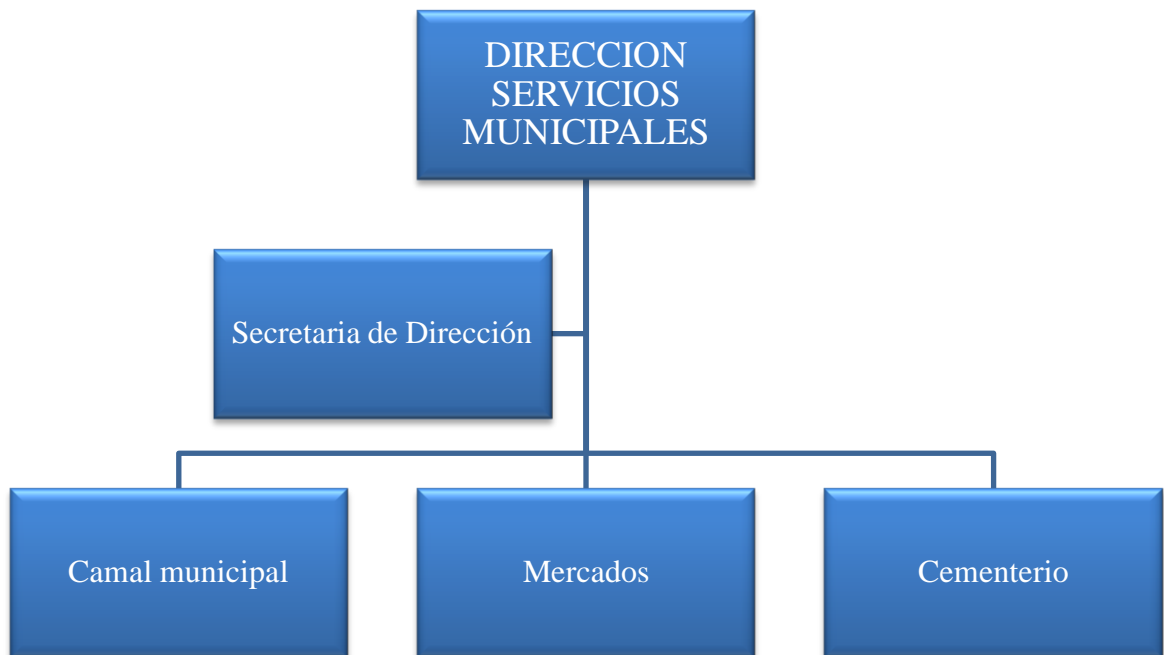 DIRECCION
SERVICIOS
MUNICIPALES
Secretaria de Dirección
Camal municipal
Mercados
Cementerio